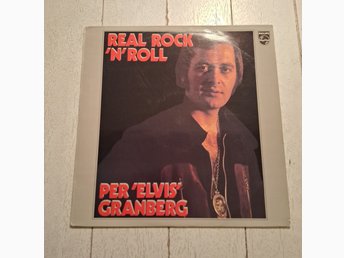 REAL ROCK
'N' ROLL
PER 'ELVIS'
GRANBERG